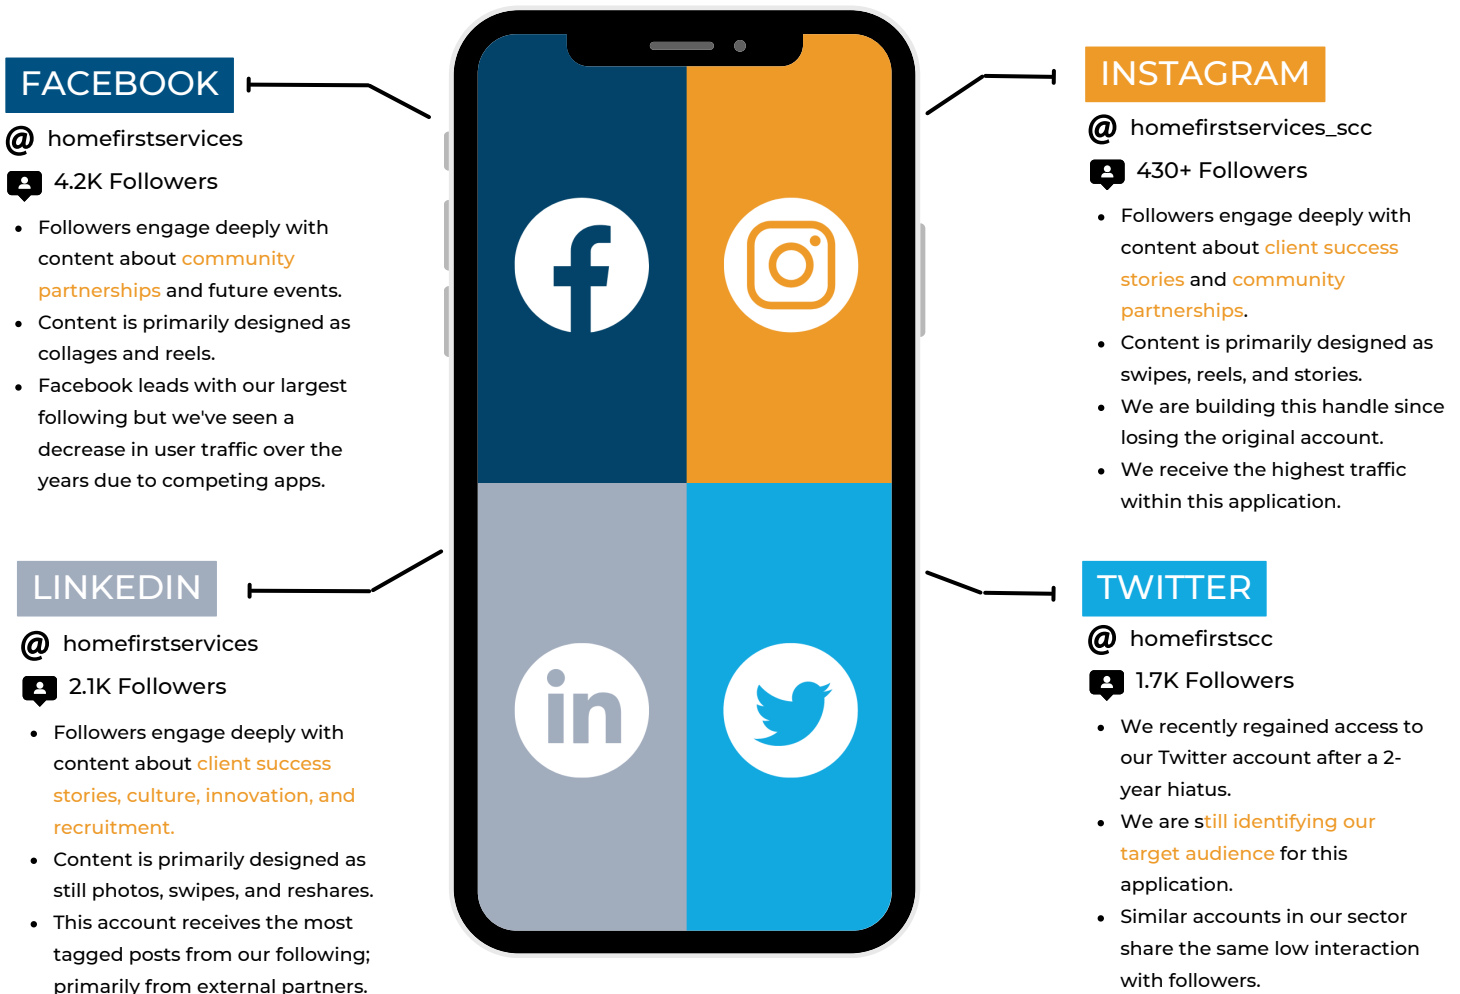 FACEBOOK
@ homefirstservices
4.2K Followers
• Followers engage deeply with
content about community
partnerships and future events.
• Content is primarily designed as
collages and reels.
• Facebook leads with our largest
following but we've seen a
decrease in user traffic over the
years due to competing apps.
INSTAGRAM
@ homefirstservices_scc
430+ Followers
• Followers engage deeply with
content about client success
stories and community
partnerships.
• Content is primarily designed as
swipes, reels, and stories.
• We are building this handle since
losing the original account.
• We receive the highest traffic
within this application.
LINKEDIN
@ homefirstservices
2.1K Followers
• Followers engage deeply with
content about client success
stories, culture, innovation, and
recruitment.
• Content is primarily designed as
still photos, swipes, and reshares.
• This account receives the most
tagged posts from our following;
primarily from external partners.
in
TWITTER
@ homefirstscc
1.7K Followers
• We recently regained access to
our Twitter account after a 2-
year hiatus.
• We are still identifying our
target audience for this
application.
• Similar accounts in our sector
share the same low interaction
with followers.